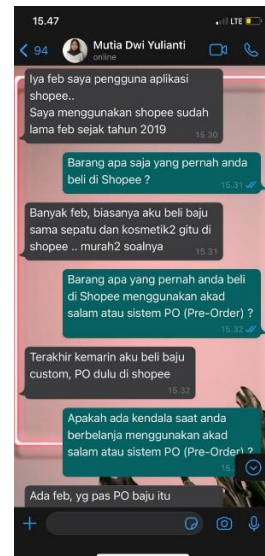 15.47
LTE
94
Mutia Dwi Yulianti
online
Iya feb saya pengguna aplikasi
shopee..
Saya menggunakan shopee sudah
lama feb sejak tahun 2019
15.30
Barang apa saja yang pernah anda
beli di Shopee ?
15.31
Banyak feb, biasanya aku beli baju
sama sepatu dan kosmetik2 gitu di
shopee .. murah2 soalnya
15.31
Barang apa yang pernah anda beli
di Shopee menggunakan akad
salam atau sistem PO (Pre-Order) ?
15.32
Terakhir kemarin aku beli baju
custom, PO dulu di shopee
15.32
Apakah ada kendala saat anda
berbelanja menggunakan akad
salam atau sistem PO (Pre-Order) ?
15.
Ada feb, yg pas PO baju itu